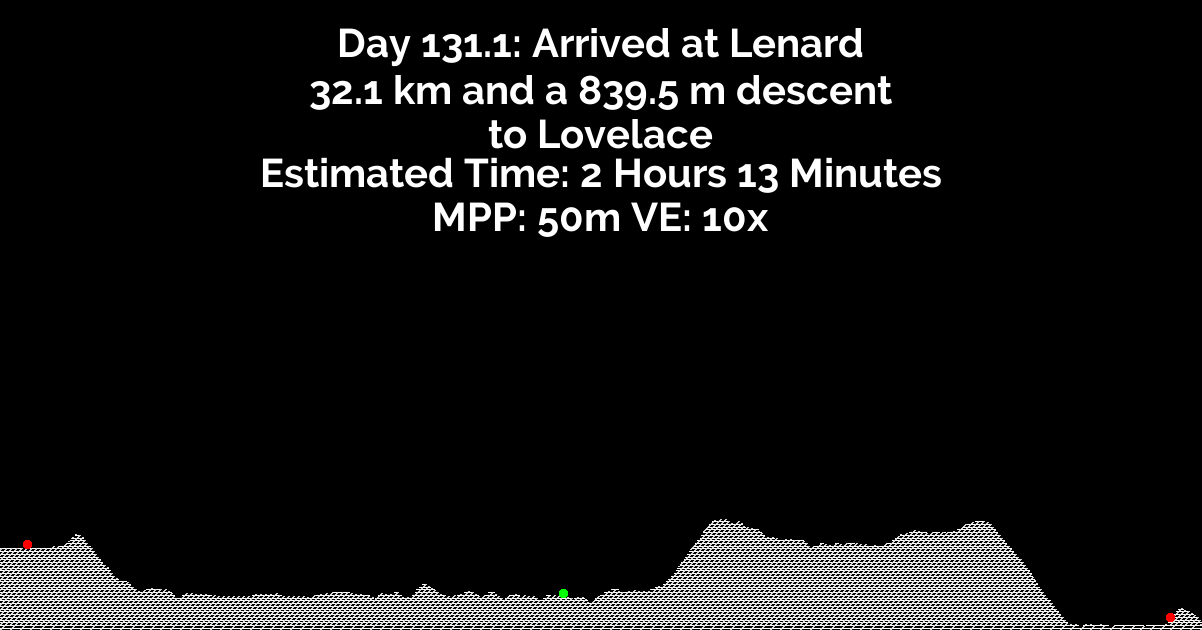 Day 131.1: Arrived at Lenard
32.1 km and a 839.5 m descent
to Lovelace
Estimated Time: 2 Hours 13 Minutes
MPP: 50m VE: 10x